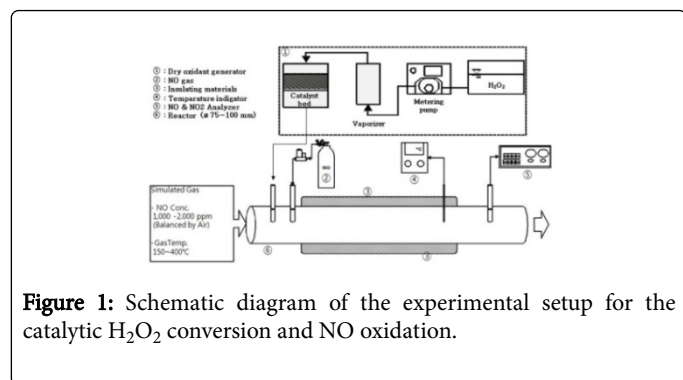 ①
① : Dry oxidant generator
② : NO gas
③ : Insulating materials
④ : Temperature indigator
⑤ : NO & NO2 Analyzer
⑥ : Reactor (ø 75~100 mm)
Catalyst
bed
Vaporizer
Metering
pump
H₂O₂
NO
②
℃
④
⑤
Simulated Gas
- NO Conc.
1,000 ~2,000 ppm
(Balanced by Air)
- GasTemp.
150~400℃
③
⑥
③
Figure 1: Schematic diagram of the experimental setup for the
catalytic H₂O₂ conversion and NO oxidation.